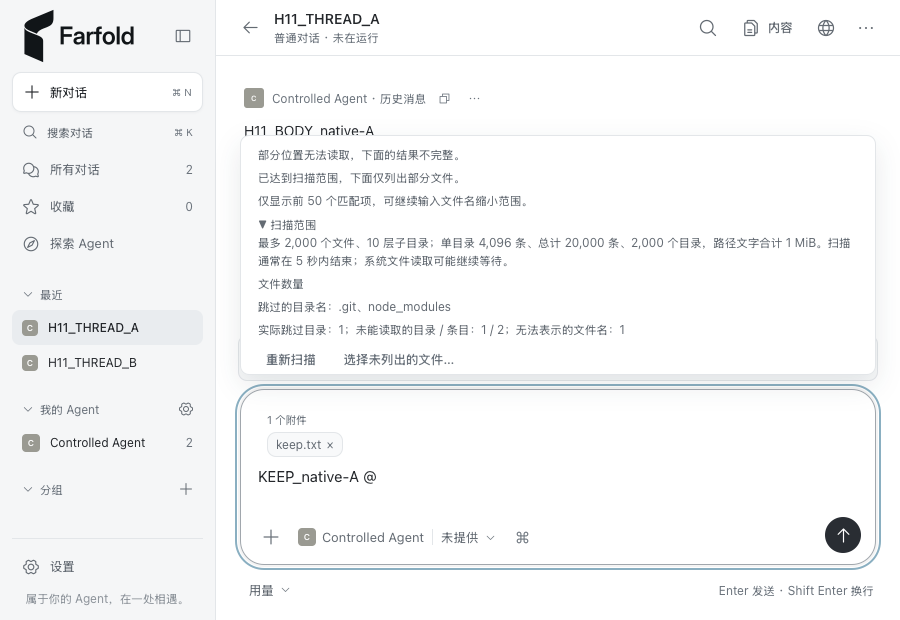 Farfold
新对话
⌘ N
搜索对话
⌘ K
所有对话
2
收藏
0
探索 Agent
最近
C H11_THREAD_A
C H11_THREAD_B
我的 Agent
C Controlled Agent
2
分组
设置
属于你的 Agent，在一处相遇。
H11_THREAD_A
普通对话 · 未在运行
内容
C Controlled Agent · 历史消息
H11_BODY_native-A
部分位置无法读取，下面的结果不完整。
已达到扫描范围，下面仅列出部分文件。
仅显示前 50 个匹配项，可继续输入文件名缩小范围。
▼ 扫描范围
最多 2,000 个文件、10 层子目录；单目录 4,096 条、总计 20,000 条、2,000 个目录，路径文字合计 1 MiB。扫描
通常在 5 秒内结束；系统文件读取可能继续等待。
文件数量
跳过的目录名：.git、node_modules
实际跳过目录：1；未能读取的目录 / 条目：1 / 2；无法表示的文件名：1
重新扫描
选择未列出的文件…
1 个附件
keep.txt ×
KEEP_native-A @
C Controlled Agent
未提供
⌘
用量
Enter 发送 · Shift Enter 换行